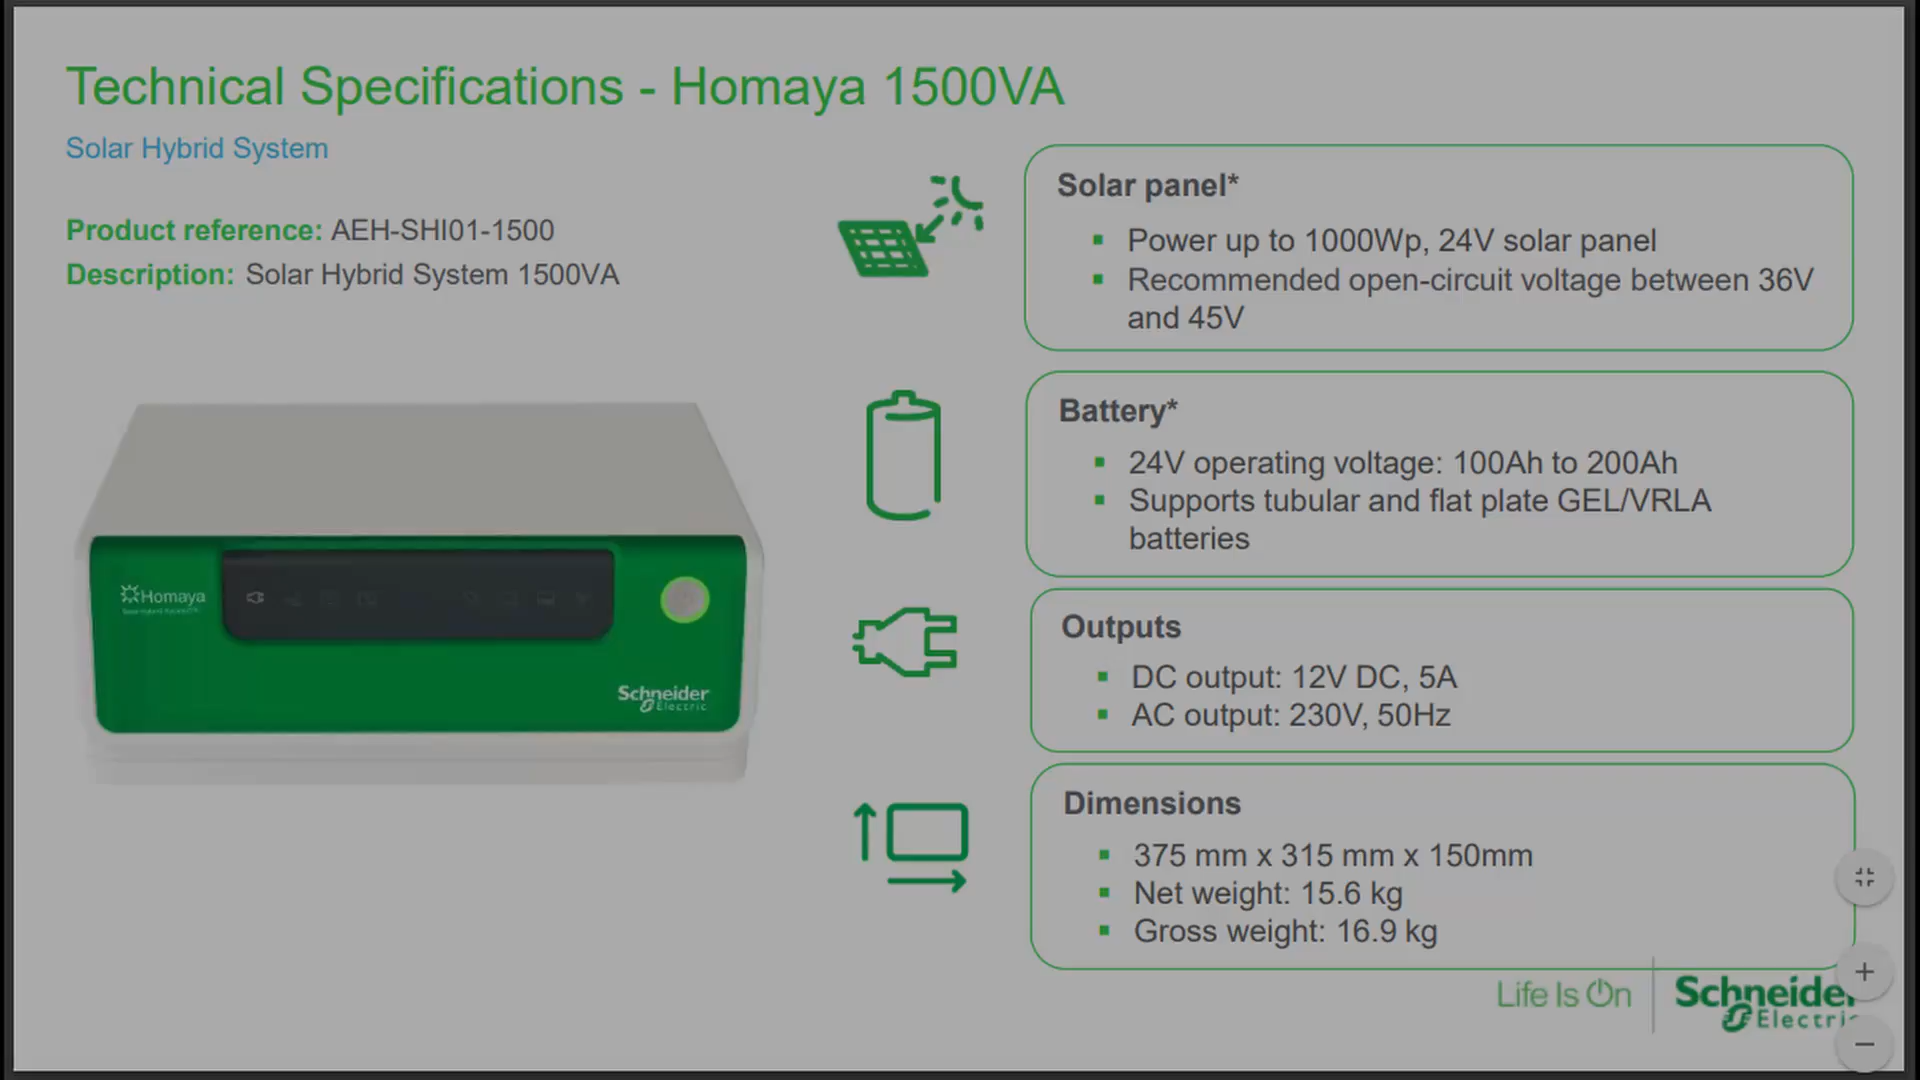 Technical Specifications - Homaya 1500VA
Solar Hybrid System
Product reference: AEH-SHI01-1500
Description: Solar Hybrid System 1500VA
Homaya
Schneider
Electric
Solar panel*
Power up to 1000Wp, 24V solar panel
Recommended open-circuit voltage between 36V
and 45V
Battery*
24V operating voltage: 100Ah to 200Ah
Supports tubular and flat plate GEL/VRLA
batteries
Outputs
DC output: 12V DC, 5A
AC output: 230V, 50Hz
Dimensions
375 mm x 315 mm x 150mm
Net weight: 15.6 kg
Gross weight: 16.9 kg
Life Is On
Schneider
Electric